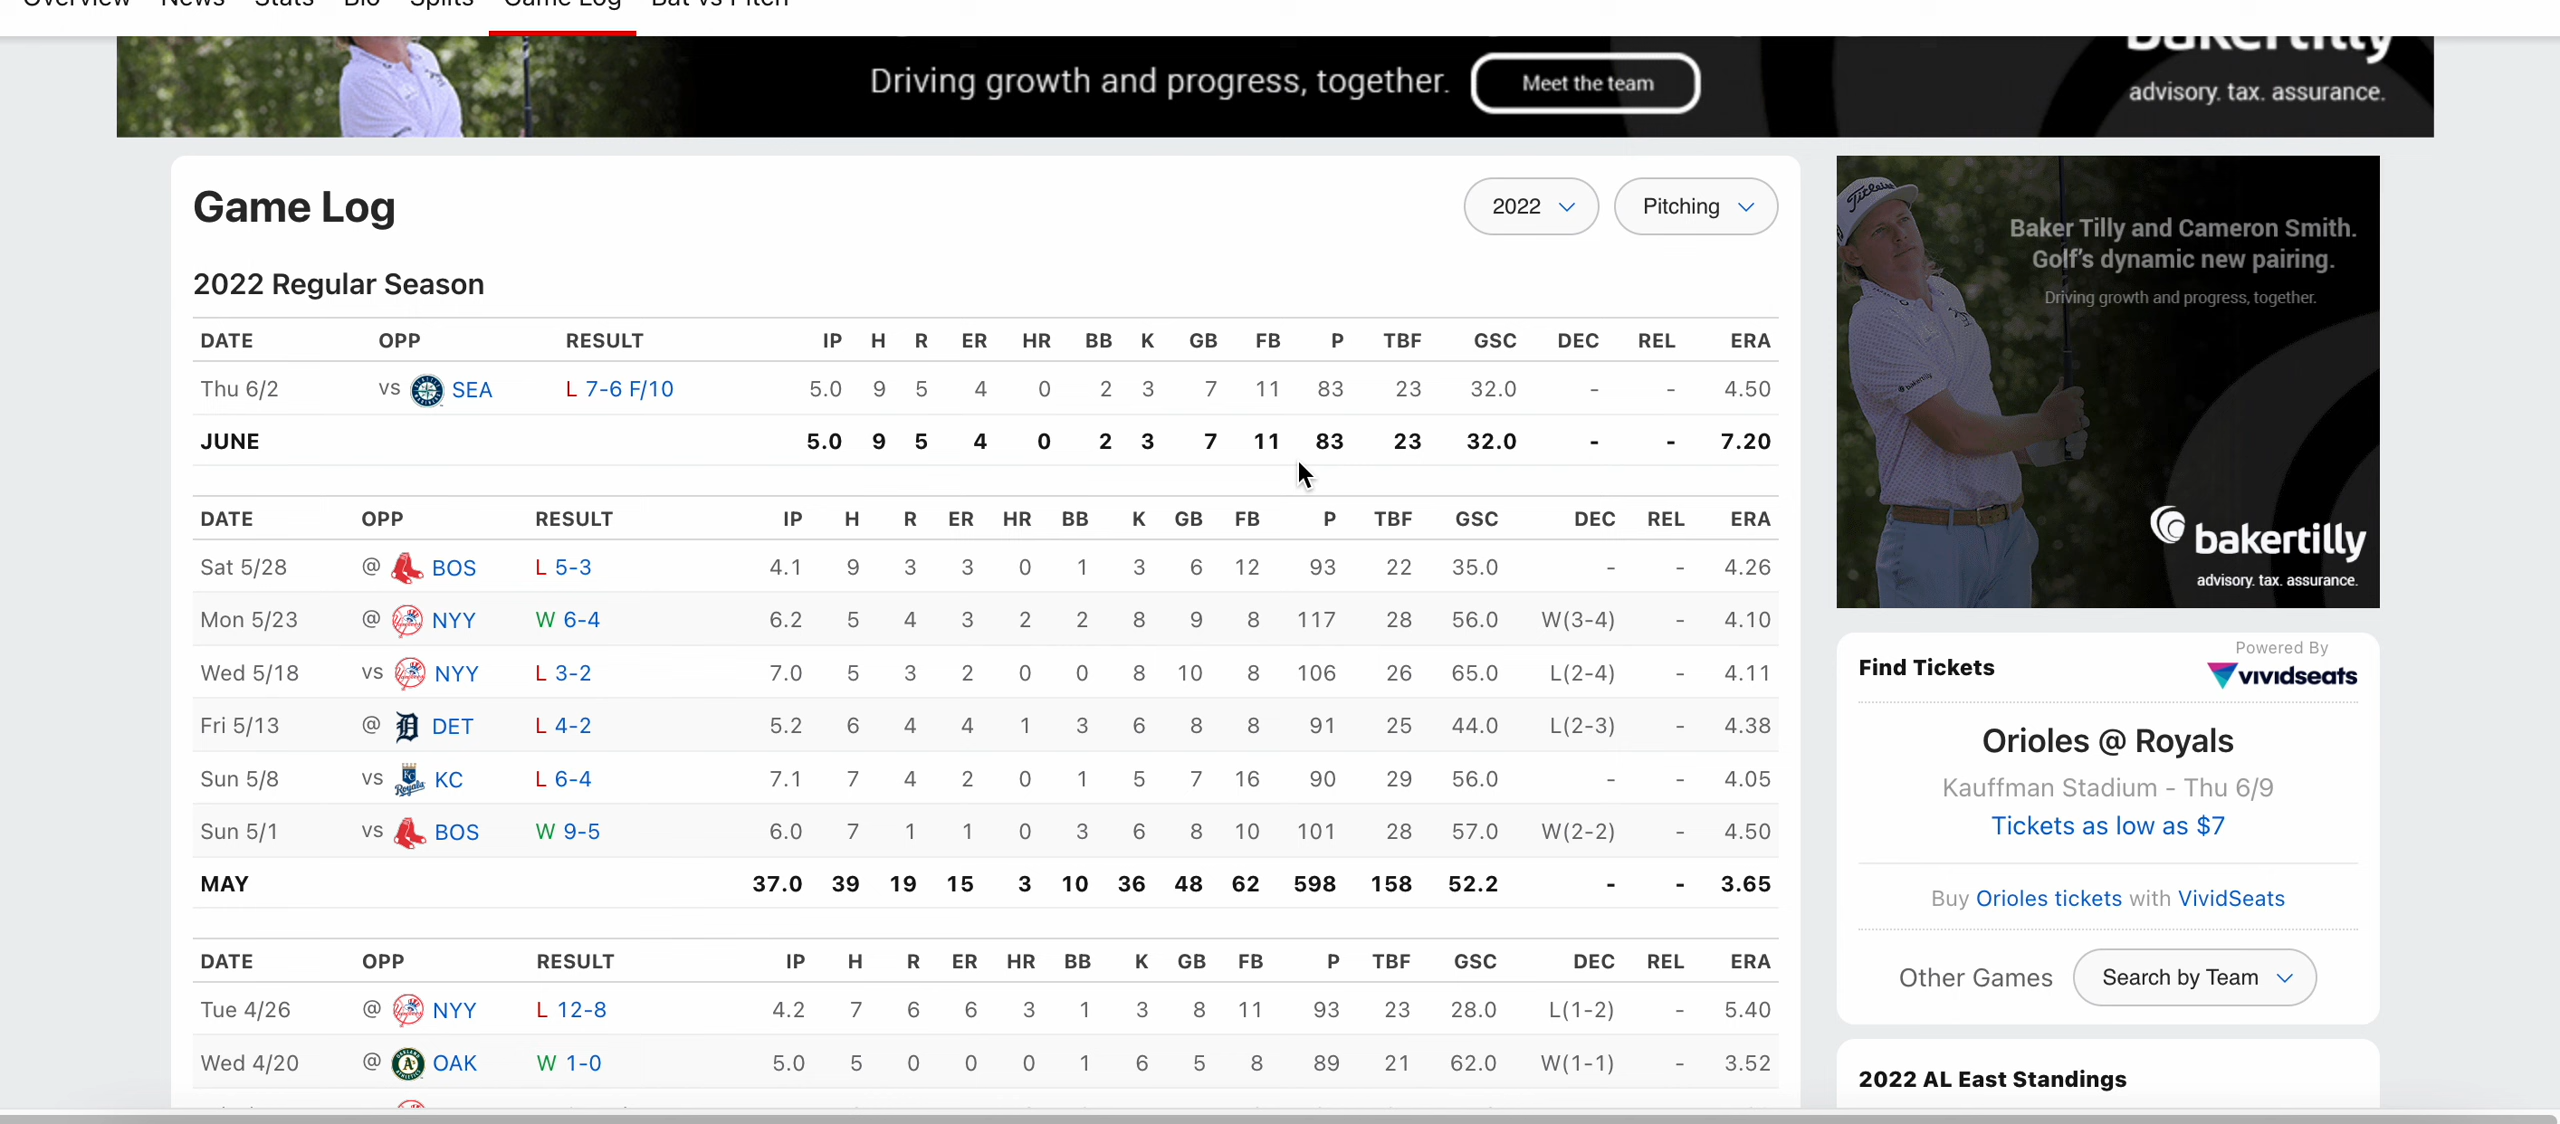 Overview News Stats Bio Splits Game Log Bat vs Pitch
Driving growth and progress, together. Meet the team
bakertilly
advisory. tax. assurance.
Game Log
2022 Pitching
2022 Regular Season
DATE OPP RESULT IP H R ER HR BB K GB FB P TBF GSC DEC REL ERA
Thu 6/2 vs SEA L 7-6 F/10 5.0 9 5 4 0 2 3 7 11 83 23 32.0 - - 4.50
JUNE 5.0 9 5 4 0 2 3 7 11 83 23 32.0 - - 7.20
DATE OPP RESULT IP H R ER HR BB K GB FB P TBF GSC DEC REL ERA
Sat 5/28 @ BOS L 5-3 4.1 9 3 3 0 1 3 6 12 93 22 35.0 - - 4.26
Mon 5/23 @ NYY W 6-4 6.2 5 4 3 2 2 8 9 8 117 28 56.0 W(3-4) - 4.10
Wed 5/18 vs NYY L 3-2 7.0 5 3 2 0 0 8 10 8 106 26 65.0 L(2-4) - 4.11
Fri 5/13 @ DET L 4-2 5.2 6 4 4 1 3 6 8 8 91 25 44.0 L(2-3) - 4.38
Sun 5/8 vs KC L 6-4 7.1 7 4 2 0 1 5 7 16 90 29 56.0 - - 4.05
Sun 5/1 vs BOS W 9-5 6.0 7 1 1 0 3 6 8 10 101 28 57.0 W(2-2) - 4.50
MAY 37.0 39 19 15 3 10 36 48 62 598 158 52.2 - - 3.65
DATE OPP RESULT IP H R ER HR BB K GB FB P TBF GSC DEC REL ERA
Tue 4/26 @ NYY L 12-8 4.2 7 6 6 3 1 3 8 11 93 23 28.0 L(1-2) - 5.40
Wed 4/20 @ OAK W 1-0 5.0 5 0 0 0 1 6 5 8 89 21 62.0 W(1-1) - 3.52
Titleist
Baker Tilly and Cameron Smith.
Golf's dynamic new pairing.
Driving growth and progress, together.
bakertilly
advisory. tax. assurance.
Powered By
Find Tickets vividseats
Orioles @ Royals
Kauffman Stadium - Thu 6/9
Tickets as low as $7
Buy Orioles tickets with VividSeats
Other Games Search by Team
2022 AL East Standings